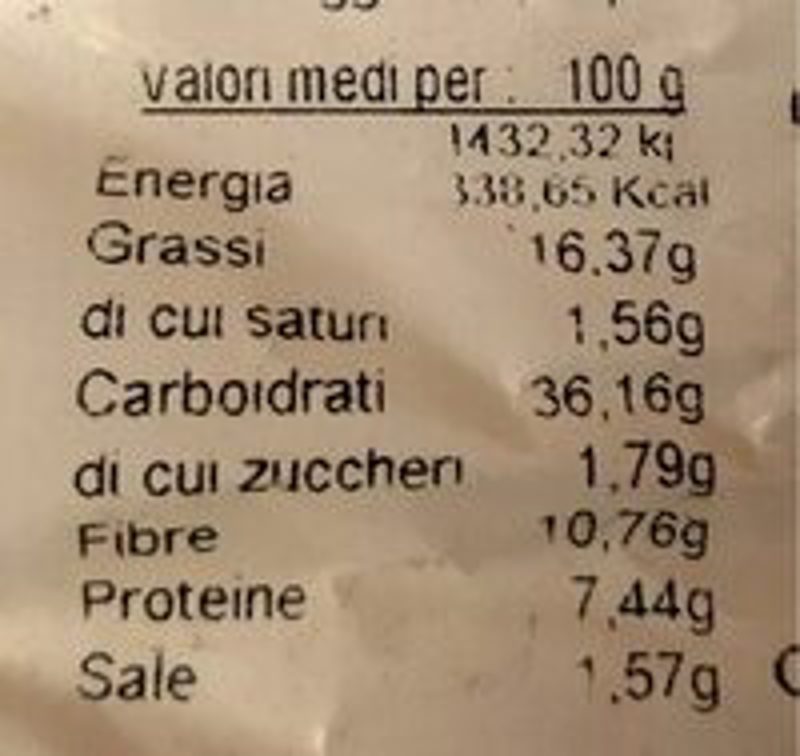 valori medi per : 100 g
1432,32 kj
Energia 338,65 Kcal
Grassi 16,37g
di cui saturi 1,56g
Carboidrati 36,16g
di cui zuccheri 1,79g
Fibre 10,76g
Proteine 7,44g
Sale 1,57g